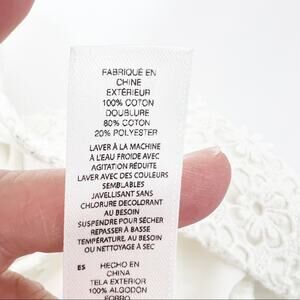 FABRIQUÉ EN
CHINE
EXTÉRIEUR
100% COTON
DOUBLURE
80% COTON
20% POLYESTER
LAVER À LA MACHINE
À L'EAU FROIDE AVEC
AGITATION RÉDUITE
LAVER AVEC DES COULEURS
SEMBLABLES
JAVELLISANT SANS
CHLORURE DECOLORANT
AU BESOIN
SUSPENDRE POUR SÉCHER
REPASSER À BASSE
TEMPÉRATURE, AU BESOIN
OU NETTOYAGE À SEC
ES HECHO EN
CHINA
TELA EXTERIOR
100% ALGODÓN
FORRO